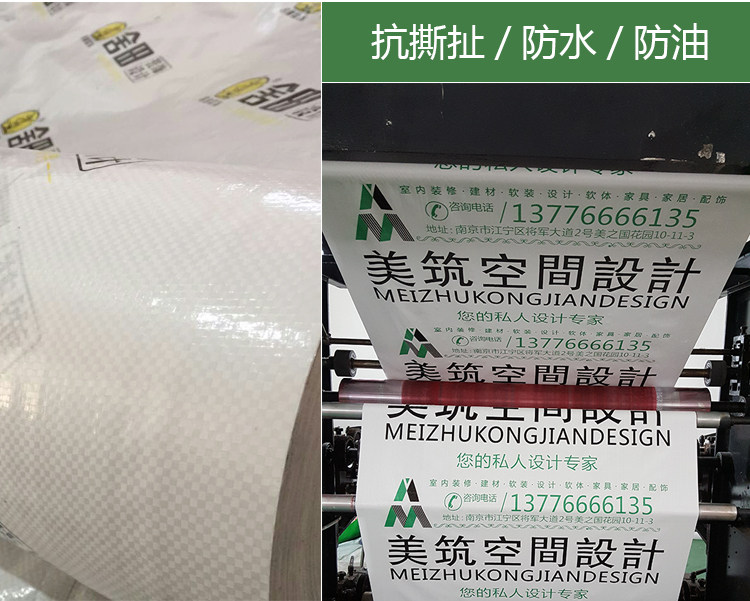 抗撕扯/防水/防油
您的私人设计专家
室内装修·建材·软装·设计·软体·家具·家居·配饰
咨询电话/13776666135
地址:南京市江宁区将军大道2号美之国花园10-11-3
美筑空間設計
MEIZHUKONGJIANDESIGN
您的私人设计专家
室内装修·建材·软装·设计·软体·家具·家居·配饰
咨询电话/13776666135
地址:南京市江宁区将军大道2号美之国花园10-11-3
美筑空間設計
美筑空間設計
MEIZHUKONGJIANDESIGN
您的私人设计专家
室内装修·建材·软装·设计·软体·家具·家居·配饰
咨询电话/13776666135
地址:南京市江宁区将军大道2号美之国花园10-11-3
美筑空間設計
MEIZHUKONGJIANDESIGN
您的私人设计专家